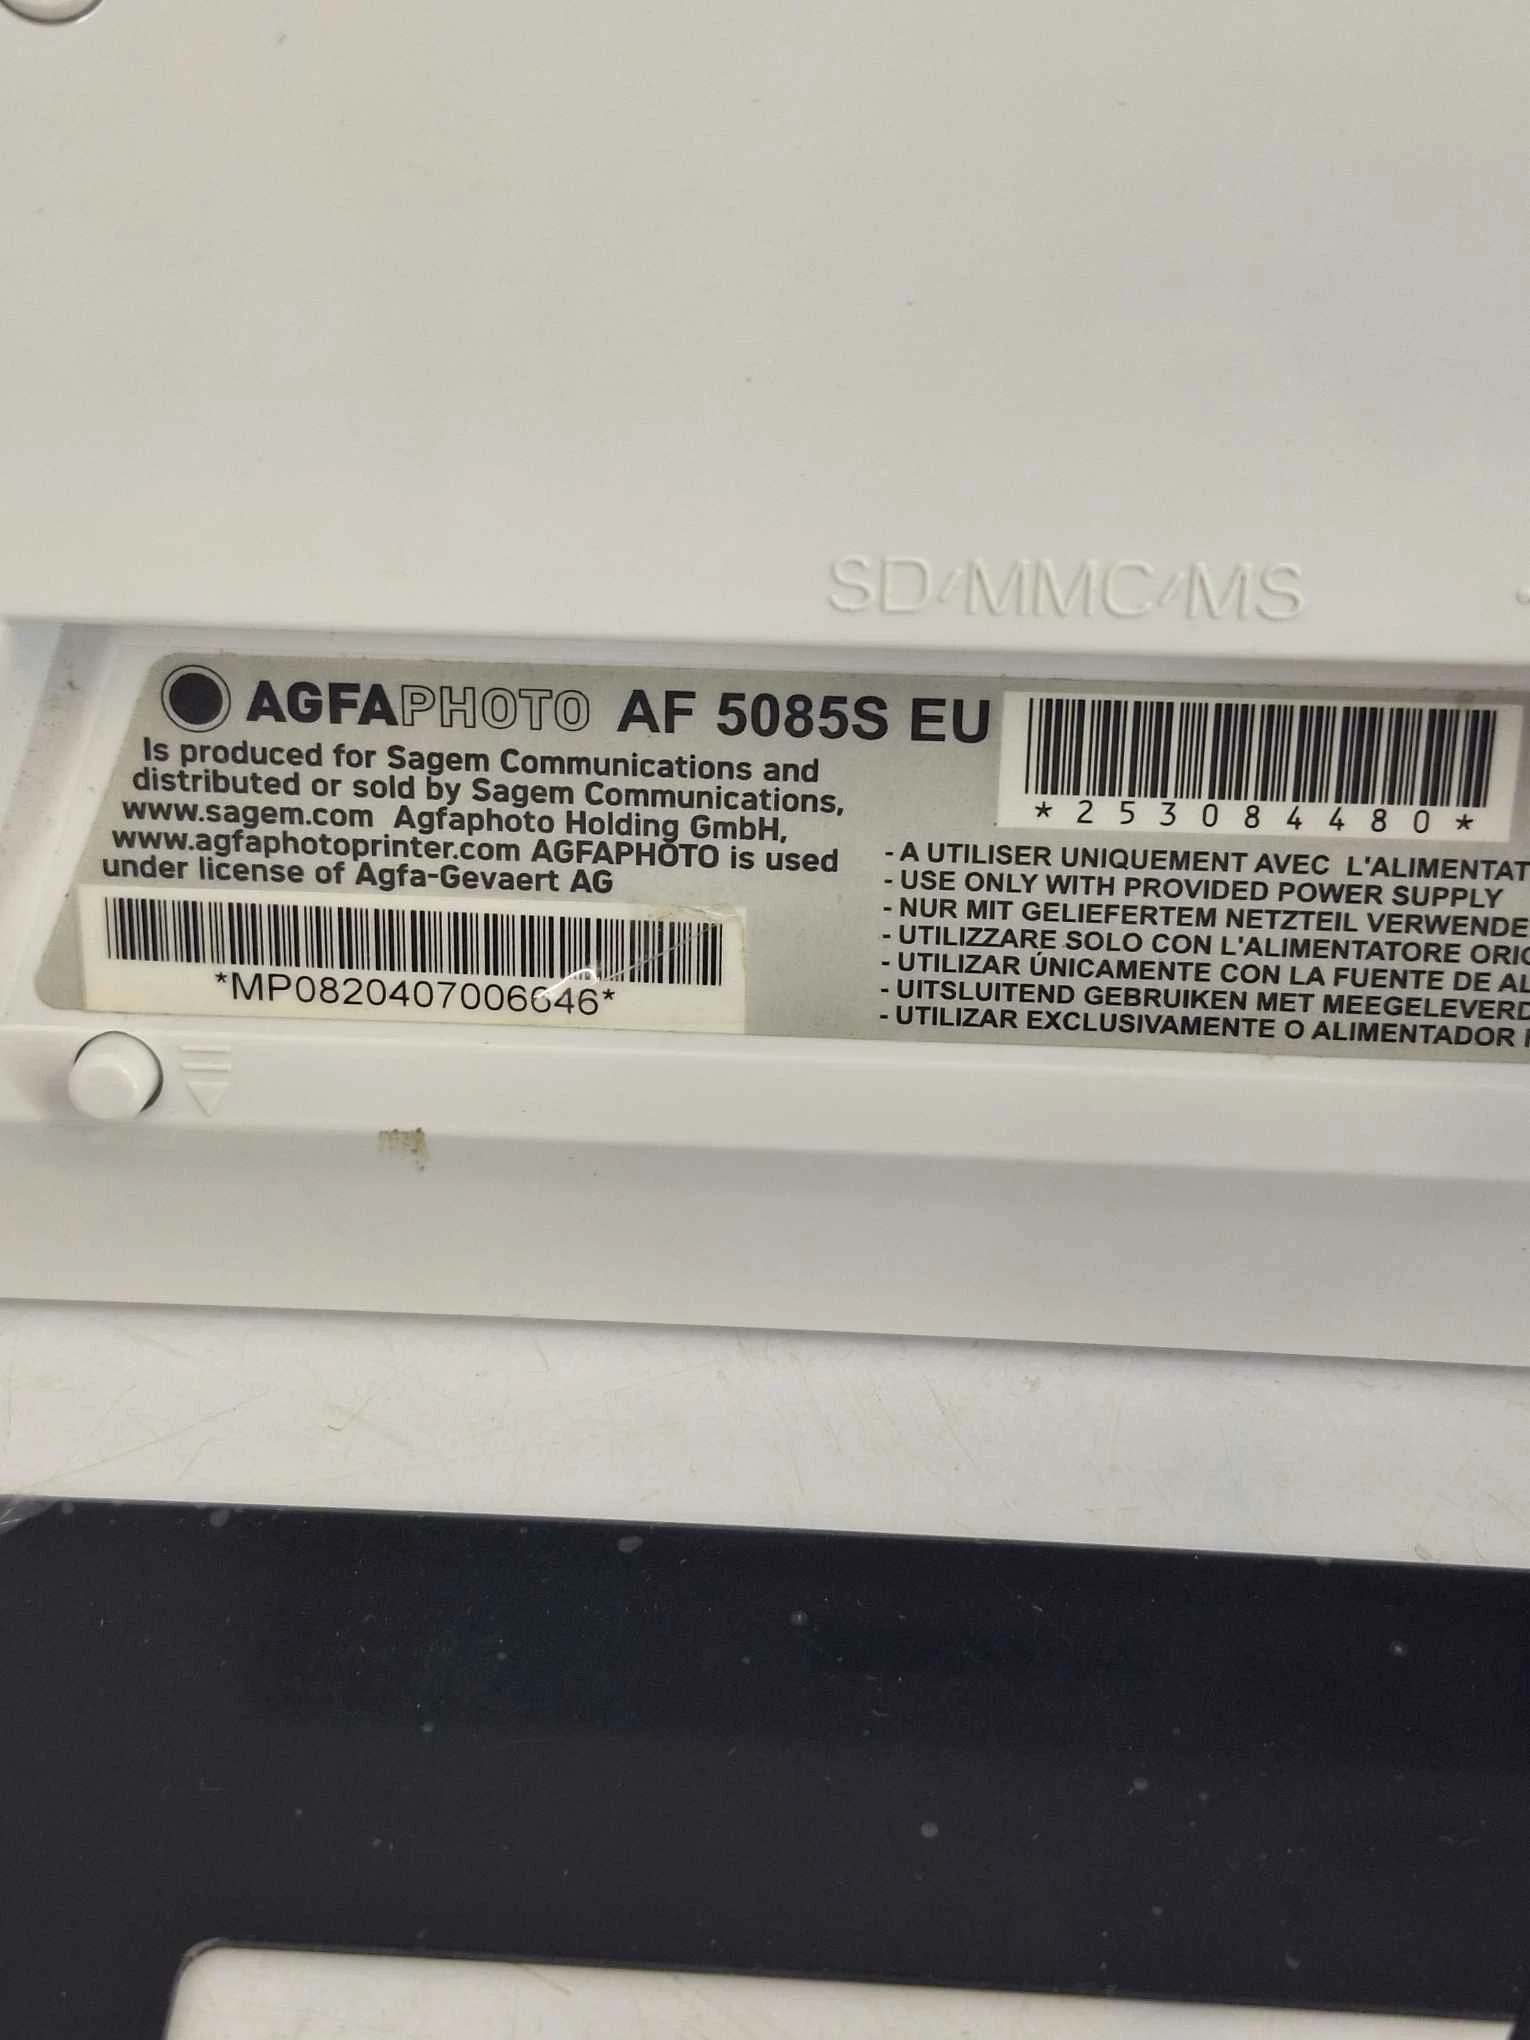 SD/MMC/MS
AGFAPHOTO AF 5085S EU
Is produced for Sagem Communications and
distributed or sold by Sagem Communications,
www.sagem.com Agfaphoto Holding GmbH,
www.agfaphotoprinter.com AGFAPHOTO is used
under license of Agfa-Gevaert AG
*MP0820407006646*
*253084480*
- A UTILISER UNIQUEMENT AVEC L'ALIMENTAT
- USE ONLY WITH PROVIDED POWER SUPPLY
- NUR MIT GELIEFERTEM NETZTEIL VERWENDE
- UTILIZZARE SOLO CON L'ALIMENTATORE ORIG
- UTILIZAR ÚNICAMENTE CON LA FUENTE DE AL
- UITSLUITEND GEBRUIKEN MET MEEGELEVERD
- UTILIZAR EXCLUSIVAMENTE O ALIMENTADOR